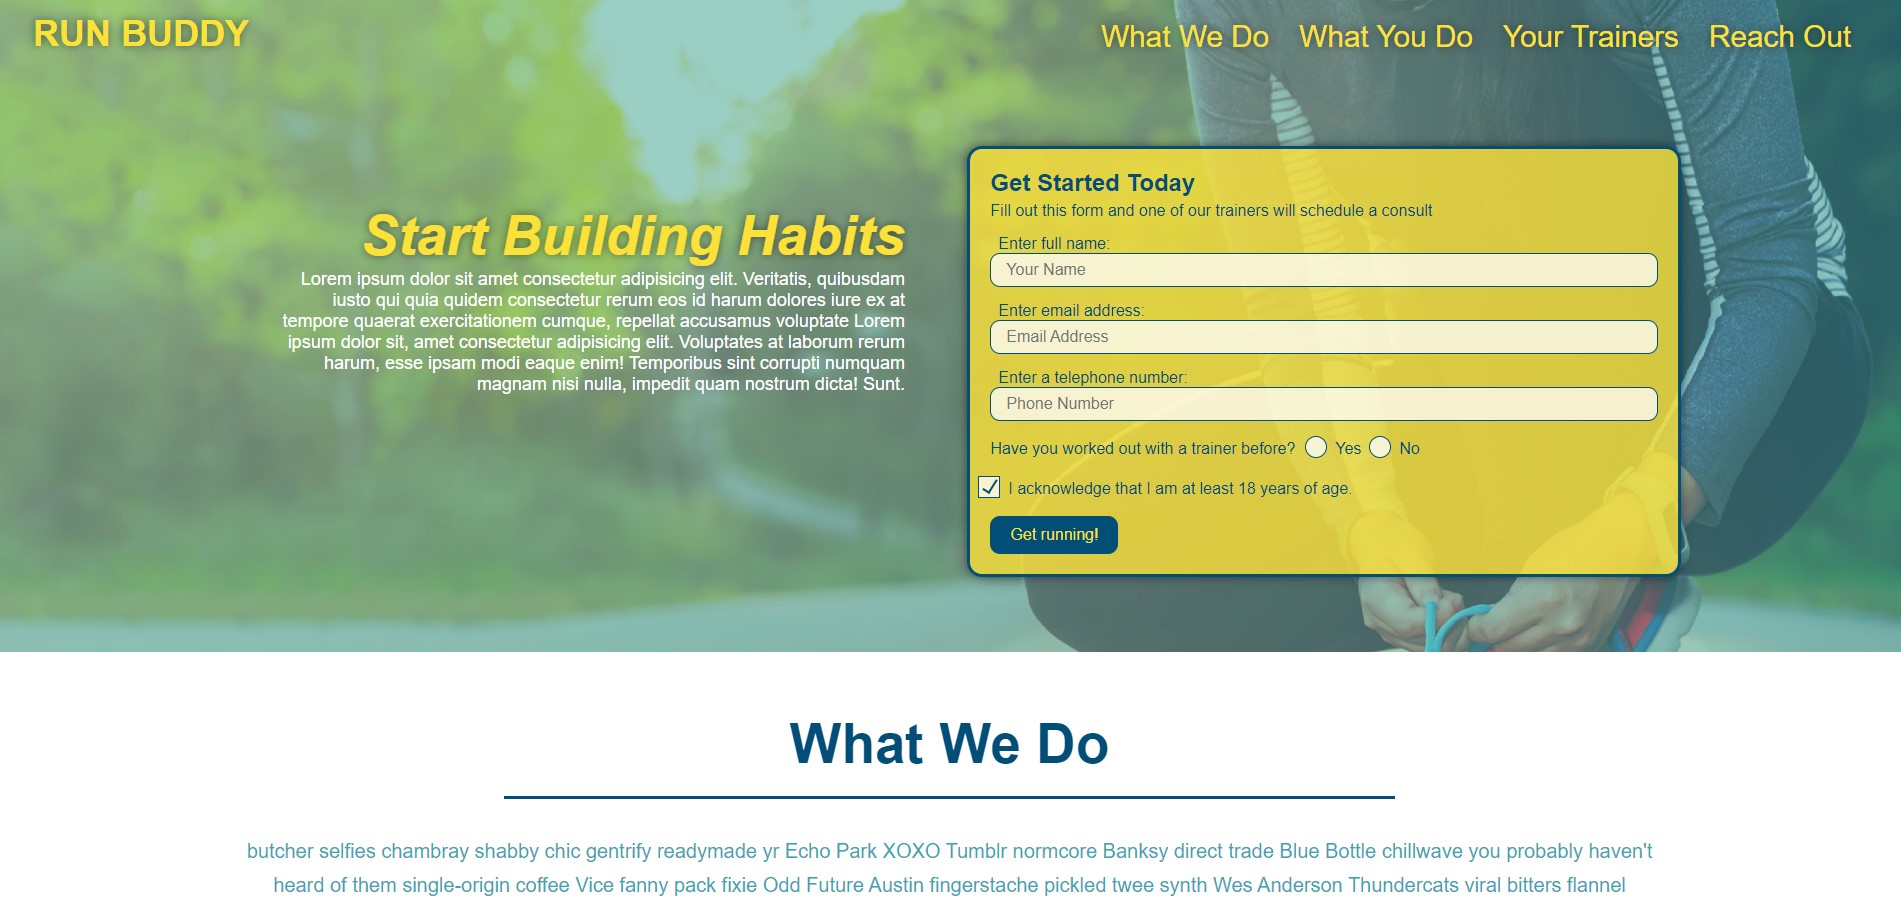 RUN BUDDY
What We Do What You Do Your Trainers Reach Out
Start Building Habits
Lorem ipsum dolor sit amet consectetur adipisicing elit. Veritatis, quibusdam
iusto qui quia quidem consectetur rerum eos id harum dolores iure ex at
tempore quaerat exercitationem cumque, repellat accusamus voluptate Lorem
ipsum dolor sit, amet consectetur adipisicing elit. Voluptates at laborum rerum
harum, esse ipsam modi eaque enim! Temporibus sint corrupti numquam
magnam nisi nulla, impedit quam nostrum dicta! Sunt.
Get Started Today
Fill out this form and one of our trainers will schedule a consult
Enter full name:
Your Name
Enter email address:
Email Address
Enter a telephone number:
Phone Number
Have you worked out with a trainer before? Yes No
I acknowledge that I am at least 18 years of age.
Get running!
What We Do
butcher selfies chambray shabby chic gentrify readymade yr Echo Park XOXO Tumblr normcore Banksy direct trade Blue Bottle chillwave you probably haven't
heard of them single-origin coffee Vice fanny pack fixie Odd Future Austin fingerstache pickled twee synth Wes Anderson Thundercats viral bitters flannel